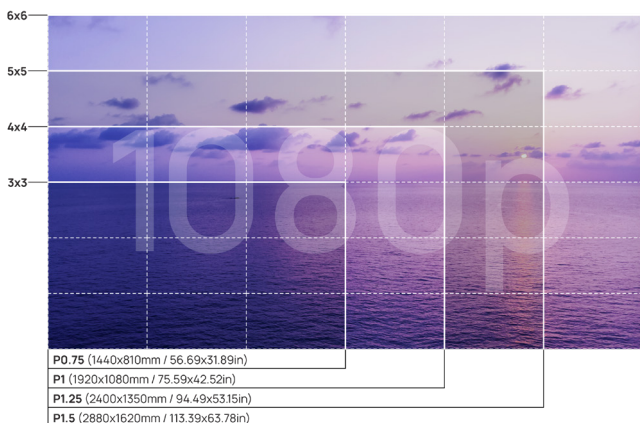 6x6
5x5
4x4
3x3
1080p
P0.75 (1440x810mm / 56.69x31.89in)
P1 (1920x1080mm / 75.59x42.52in)
P1.25 (2400x1350mm / 94.49x53.15in)
P1.5 (2880x1620mm / 113.39x63.78in)